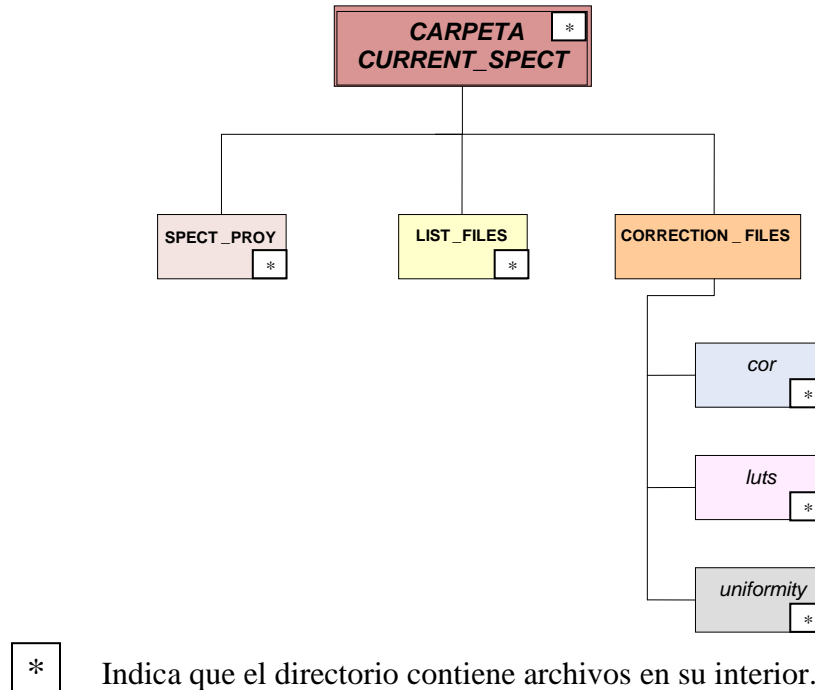 CARPETA *
CURRENT_SPECT
SPECT_PROY
*
LIST_FILES
*
CORRECTION_FILES
cor
*
luts
*
uniformity
*
* Indica que el directorio contiene archivos en su interior.